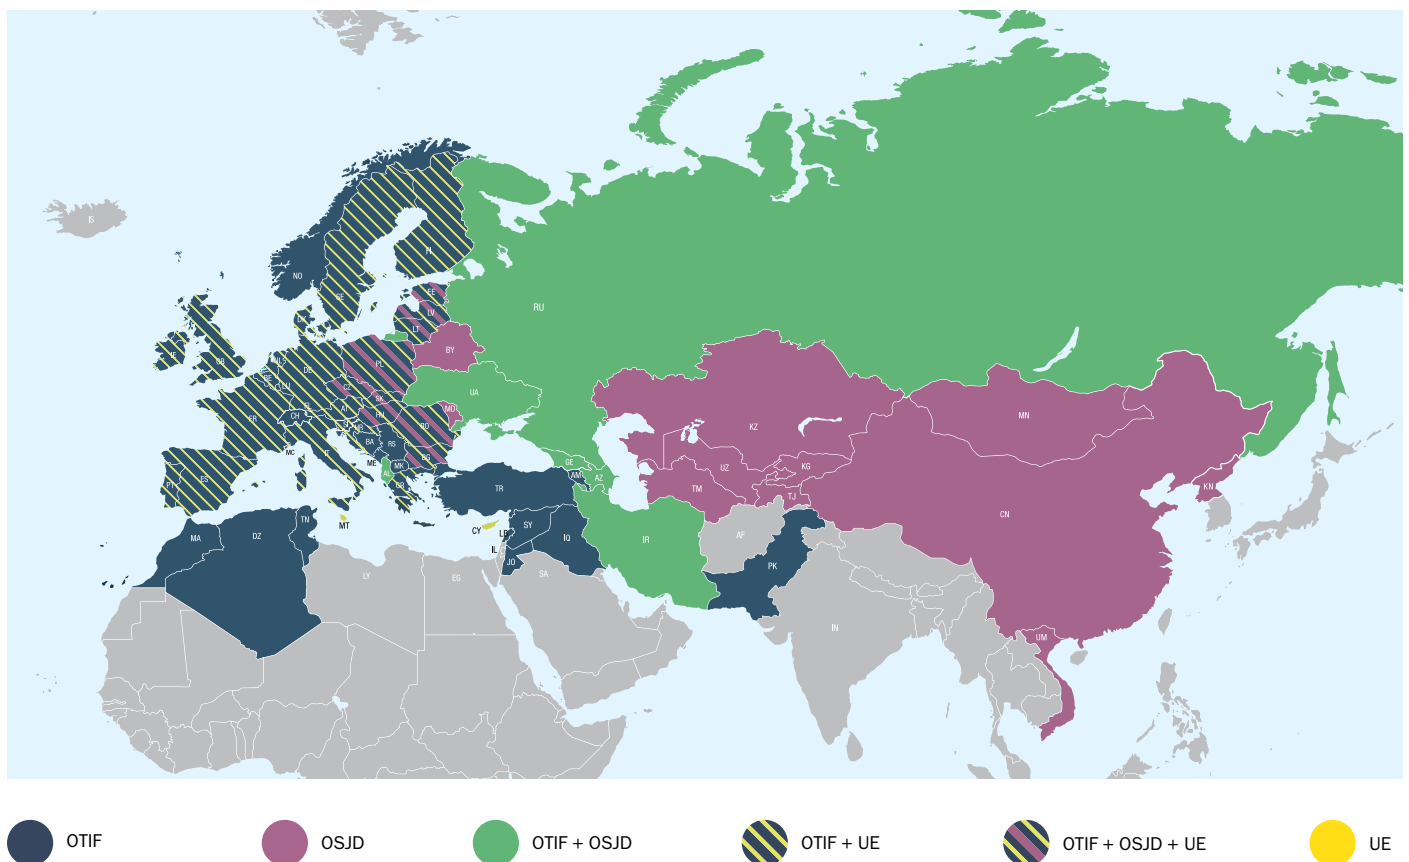 IS
NO
SE
FI
RU
EE
LV
LT
DK
IE
GB
NL
BE
LU
DE
PL
BY
CZ
SK
UA
FR
CH
AT
HU
MD
RO
KZ
MN
BA
RS
IT
MC
ME
MK
BG
AL
GR
PT
ES
GE
AM
AZ
UZ
KG
TM
TJ
KN
CN
TR
MT
CY
MA
DZ
TN
SY
LB
IQ
IL
JO
IR
AF
PK
LY
EG
SA
IN
UM
OTIF
OSJD
OTIF + OSJD
OTIF + UE
OTIF + OSJD + UE
UE